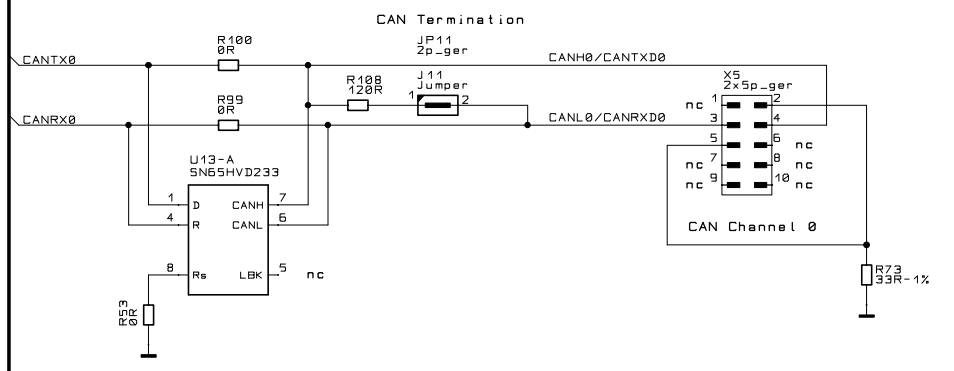 CAN Termination
R100
0R
JP11
2p_ger
CANTX0
CANH0/CANTXD0
R108
120R
J11
Jumper
1
2
X5
2x5p_ger
R99
0R
CANRX0
CANL0/CANRXD0
nc 1
2
3
4
5
6 nc
nc 7
8 nc
nc 9
10 nc
U13-A
SN65HVD233
1 D CANH 7
4 R CANL 6
8 Rs LBK 5 nc
CAN Channel 0
R73
33R-1%
R53
0R